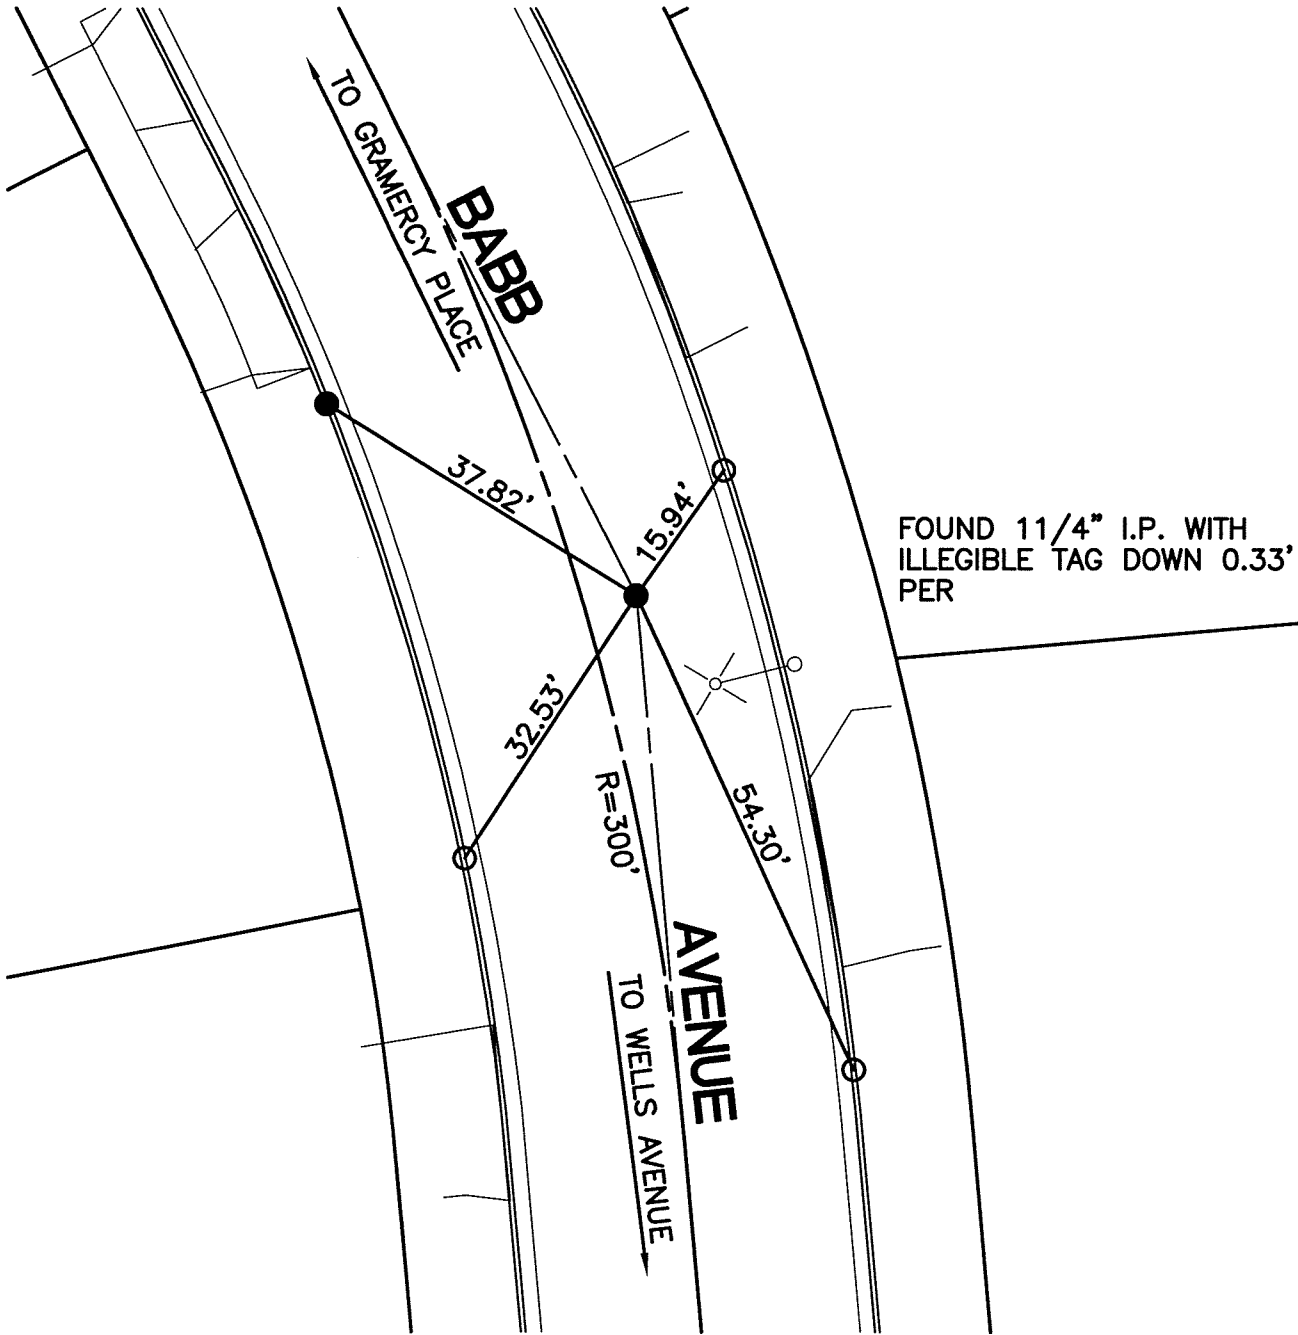 TO GRAMERCY PLACE
BABB
37.82'
15.94'
FOUND 11/4" I.P. WITH
ILLEGIBLE TAG DOWN 0.33'
PER
32.53'
R=300'
54.30'
AVENUE
TO WELLS AVENUE